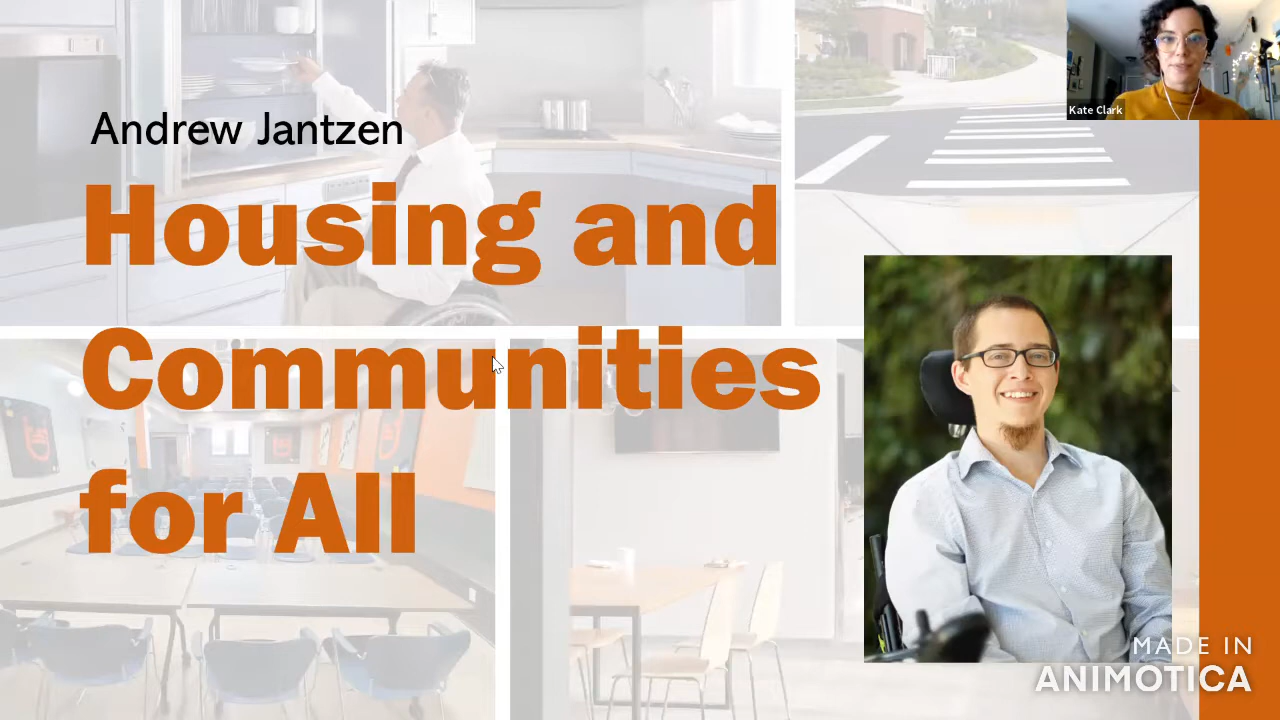 Kate Clark
Andrew Jantzen
Housing and
Communities
for All
MADE IN
ANIMOTICA